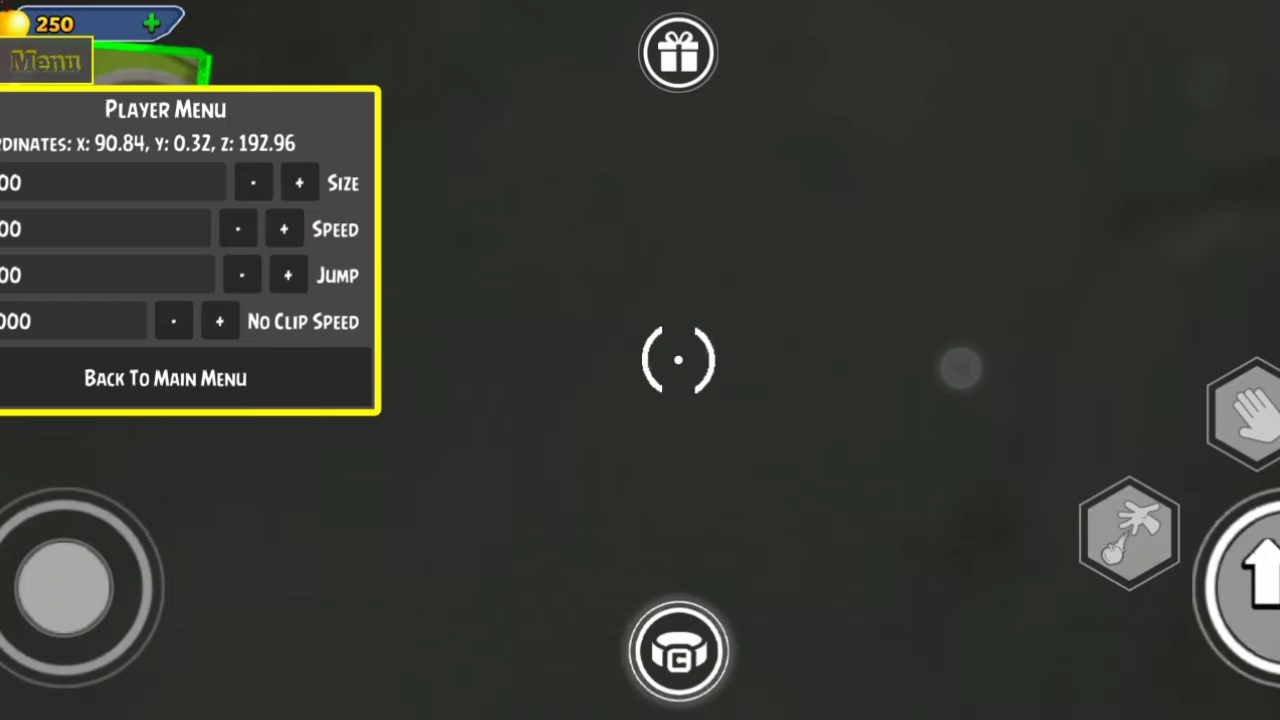 250 +
Menu
Player Menu
rdinates: x: 90.84, y: 0.32, z: 192.96
00 - + Size
00 - + Speed
00 - + Jump
000 - + No Clip Speed
Back To Main Menu